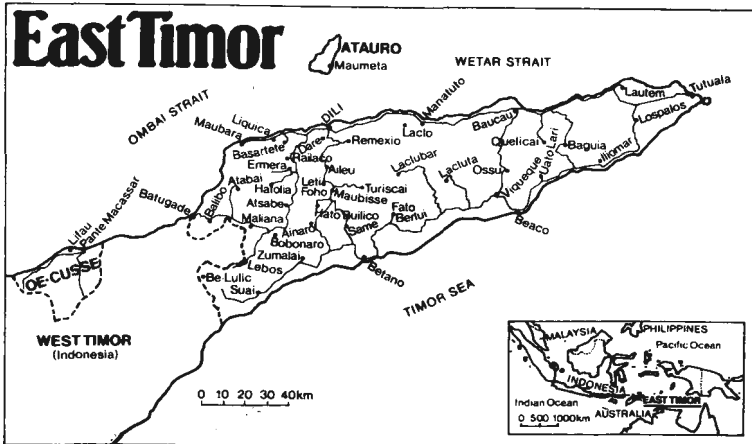 East Timor
ATAURO
Maumeta
WETAR STRAIT
OMBAI STRAIT
Liquica
Maubara
DILI
Manatuto
Baucau
Lautem
Tutuala
Lospalos
Basartete
Dare
Remexio
Laclo
Quelicai
Uato Lari
Baguia
Iliomar
Railaco
Ermera
Aileu
Laclubar
Lacluta
Ossu
Viqueque
Atabai
Hatolia
Leti
Foho
Turiscai
Maubisse
Batugade
Balibo
Atsabe
Hato Builico
Fato
Berlui
Same
Maliana
Ainaro
Bobonaro
Beaco
Lifau
Pante Macassar
OE-CUSSE
Zumalai
Lebos
Betano
Be Lulic
Suai
TIMOR SEA
WEST TIMOR
(Indonesia)
0 10 20 30 40km
MALAYSIA
PHILIPPINES
Pacific Ocean
INDONESIA
EAST TIMOR
Indian Ocean
AUSTRALIA
0 500 1000km